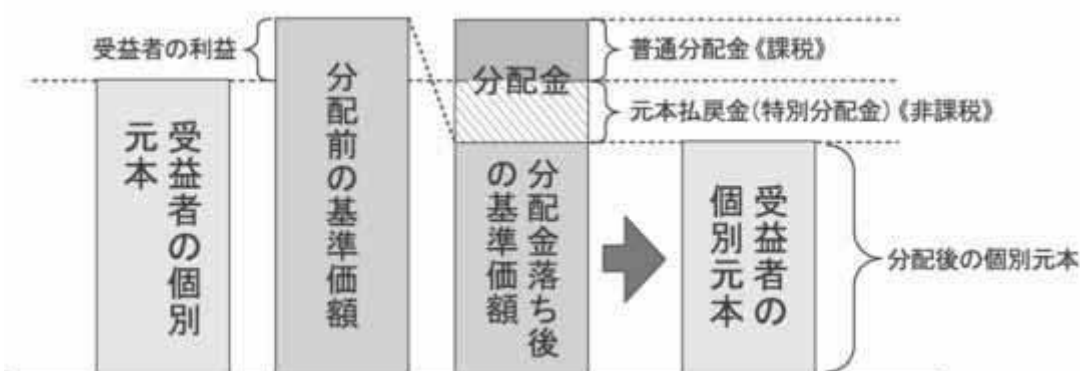 受益者の利益
受益者の個別
元本
分配前の基準価額
分配金
分配金落ち後
の基準価額
普通分配金《課税》
元本払戻金(特別分配金)《非課税》
受益者の
個別元本
分配後の個別元本